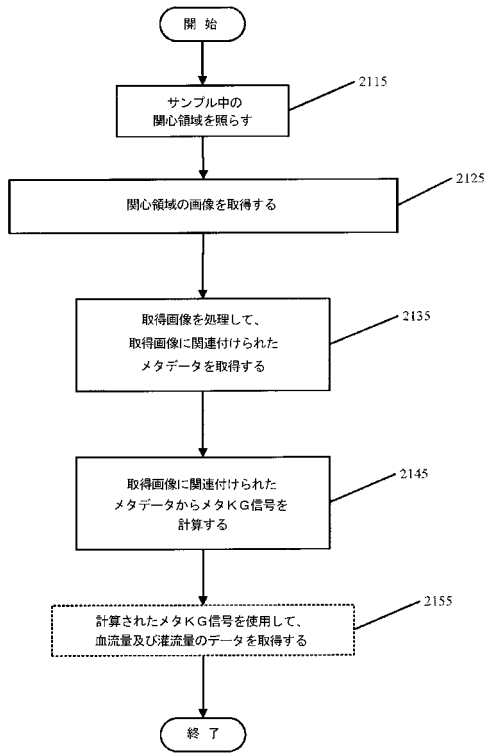 開 始
サンプル中の
関心領域を照らす
2115
関心領域の画像を取得する
2125
取得画像を処理して、
取得画像に関連付けられた
メタデータを取得する
2135
取得画像に関連付けられた
メタデータからメタKG信号を
計算する
2145
計算されたメタKG信号を使用して、
血流量及び灌流量のデータを取得する
2155
終 了